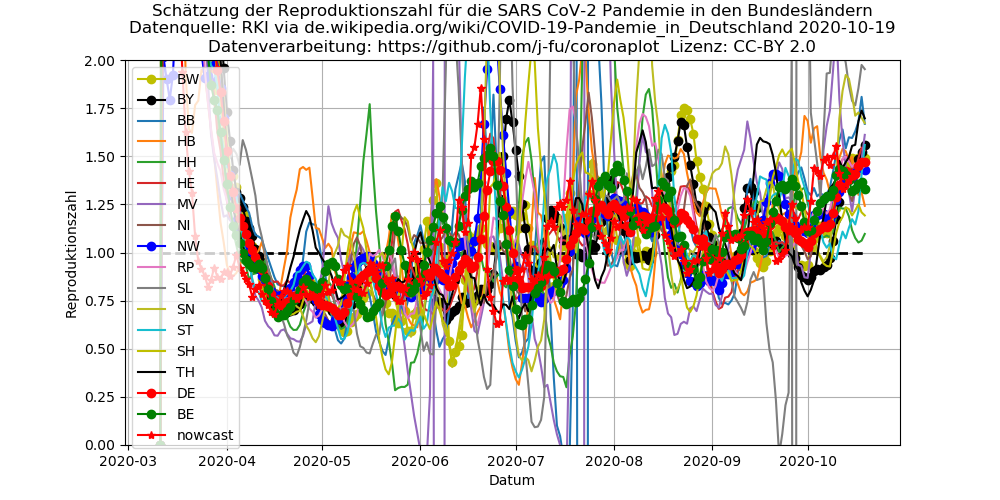 Schätzung der Reproduktionszahl für die SARS CoV-2 Pandemie in den Bundesländern
Datenquelle: RKI via de.wikipedia.org/wiki/COVID-19-Pandemie_in_Deutschland 2020-10-19
Datenverarbeitung: https://github.com/j-fu/coronaplot Lizenz: CC-BY 2.0
Reproduktionszahl
2.00
1.75
1.50
1.25
1.00
0.75
0.50
0.25
0.00
BW
BY
BB
HB
HH
HE
MV
NI
NW
RP
SL
SN
ST
SH
TH
DE
BE
nowcast
2020-03 2020-04 2020-05 2020-06 2020-07 2020-08 2020-09 2020-10
Datum